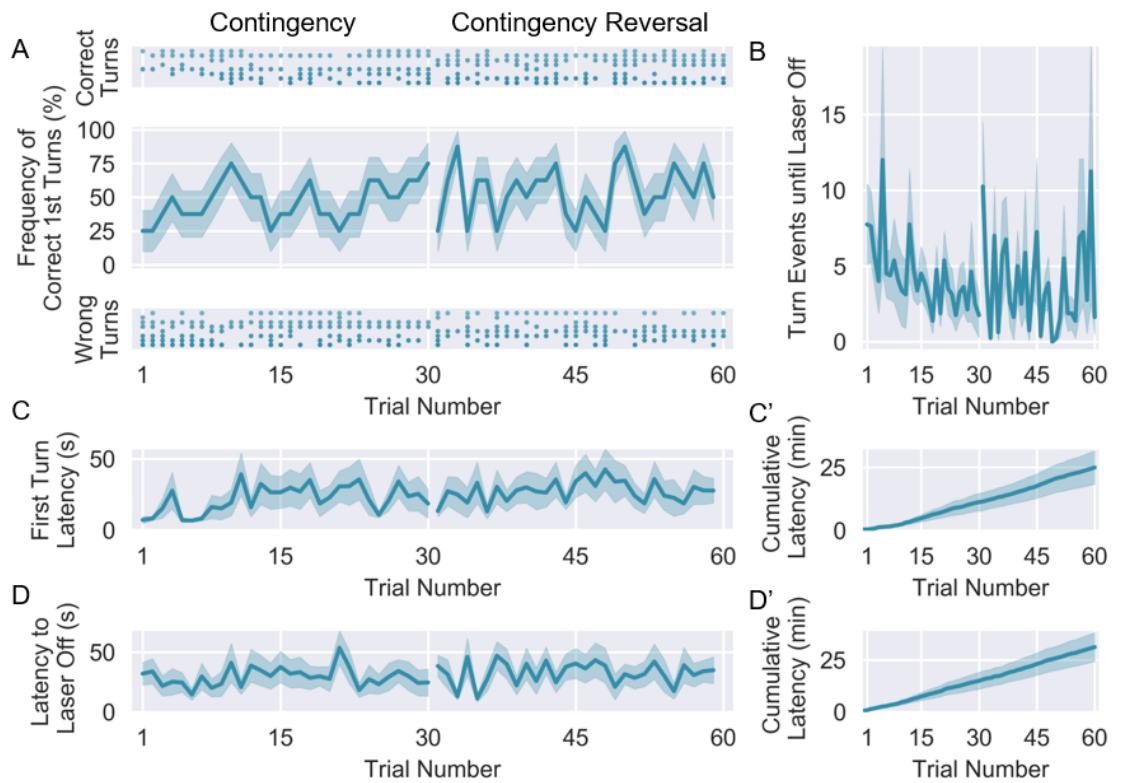 Contingency
Contingency Reversal
A
Correct
Turns
Frequency of
Correct 1st Turns (%)
100
75
50
25
0
Wrong
Turns
1
15
30
45
60
Trial Number
B
Turn Events until Laser Off
15
10
5
0
1
15
30
45
60
Trial Number
C
First Turn
Latency (s)
50
0
1
15
30
45
60
Trial Number
C’
Cumulative
Latency (min)
25
0
1
15
30
45
60
Trial Number
D
Latency to
Laser Off (s)
50
0
1
15
30
45
60
Trial Number
D’
Cumulative
Latency (min)
25
0
1
15
30
45
60
Trial Number